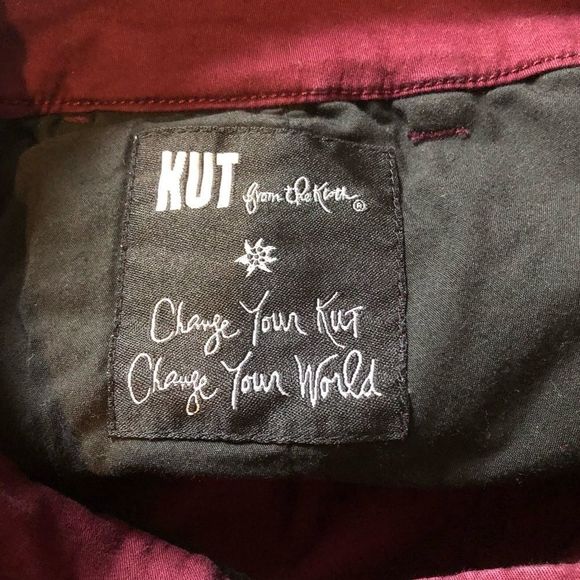 KUT from the Kloth ®
Change Your KUT
Change Your World